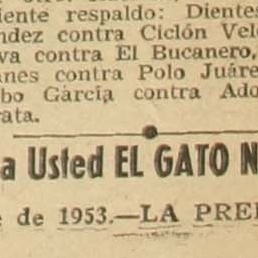 iente respaldo: Dientes
ndez contra Ciclón Vel
va contra El Bucanero,
anes contra Polo Juáre
bo García contra Ado
rata.
a Usted EL GATO N
e de 1953.—LA PRE